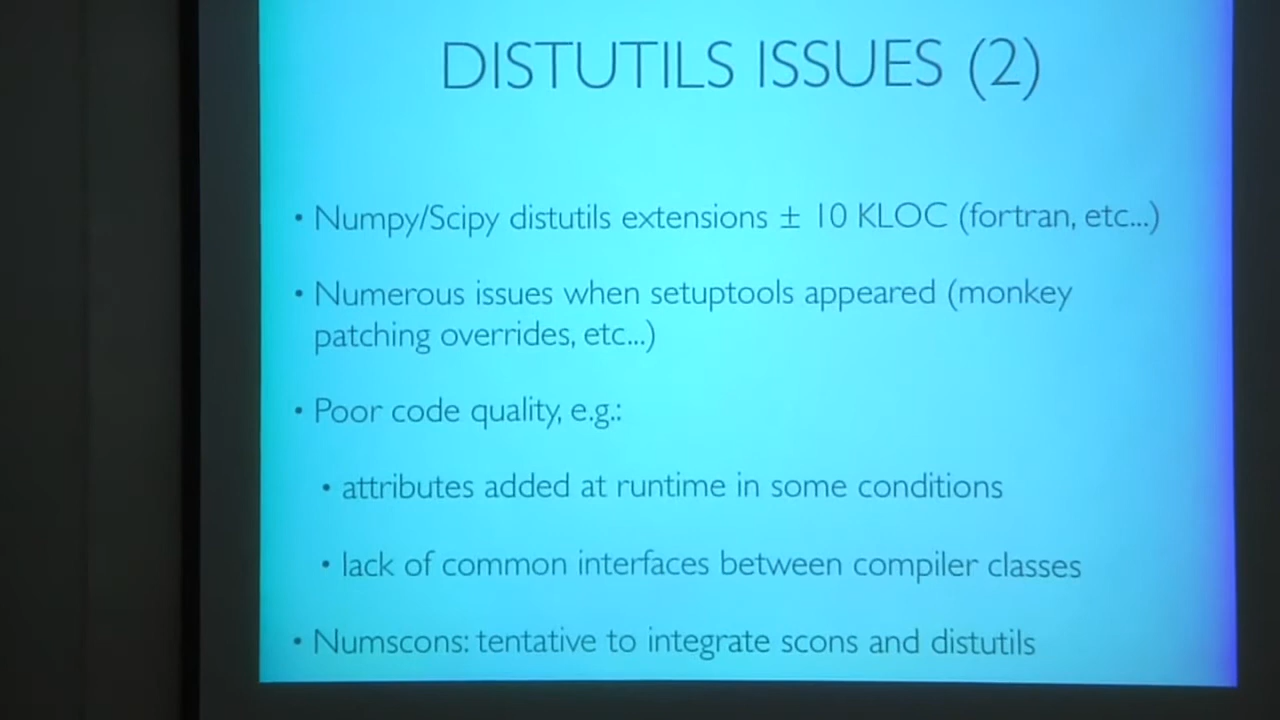 DISTUTILS ISSUES (2)
• Numpy/Scipy distutils extensions ± 10 KLOC (fortran, etc...)
• Numerous issues when setuptools appeared (monkey
patching overrides, etc...)
• Poor code quality, e.g.:
• attributes added at runtime in some conditions
• lack of common interfaces between compiler classes
• Numscons: tentative to integrate scons and distutils